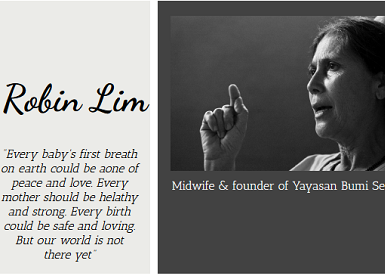 Robin Lim
"Every baby's first breath
on earth could be aone of
peace and love. Every
mother should be helathy
and strong. Every birth
could be safe and loving.
But our world is not
there yet"
Midwife & founder of Yayasan Bumi Se